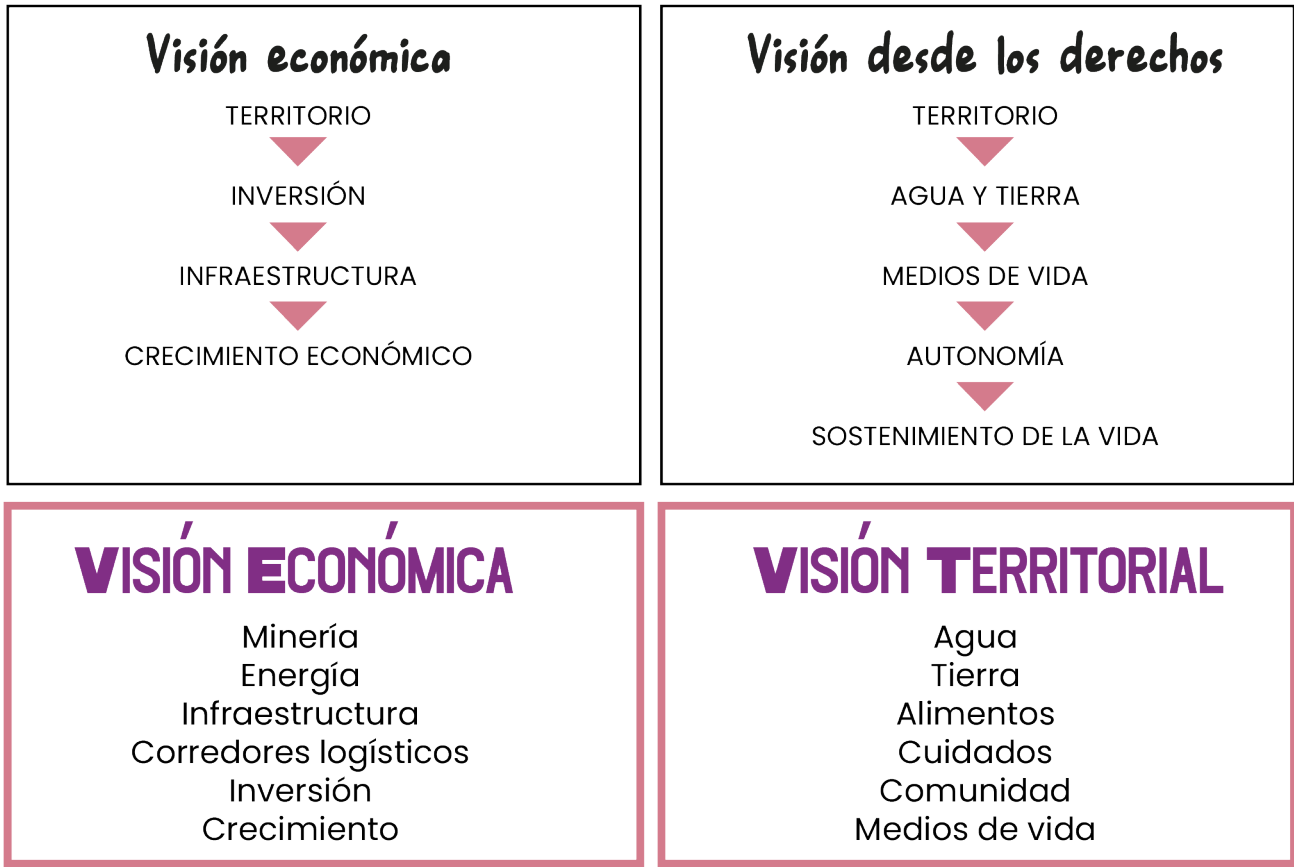 Visión económica
TERRITORIO
INVERSIÓN
INFRAESTRUCTURA
CRECIMIENTO ECONÓMICO
Visión desde los derechos
TERRITORIO
AGUA Y TIERRA
MEDIOS DE VIDA
AUTONOMÍA
SOSTENIMIENTO DE LA VIDA
Visión Económica
Minería
Energía
Infraestructura
Corredores logísticos
Inversión
Crecimiento
Visión Territorial
Agua
Tierra
Alimentos
Cuidados
Comunidad
Medios de vida